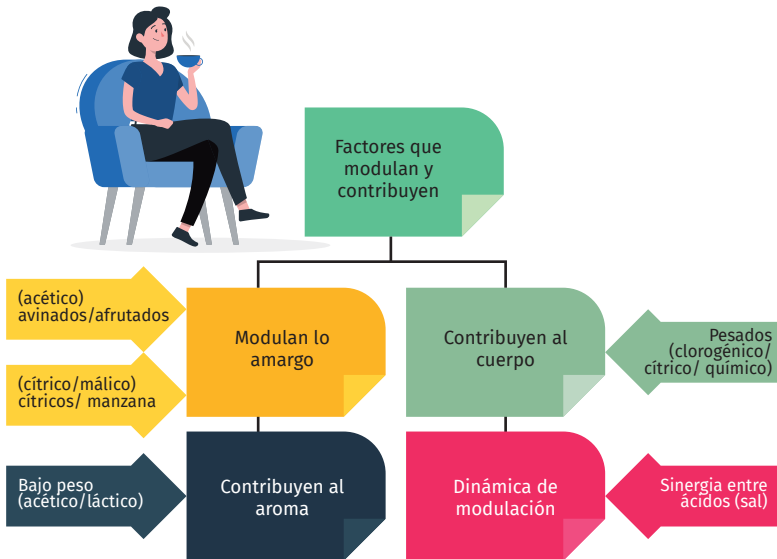 Factores que
modulan y
contribuyen
(acético)
avinados/afrutados
Modulan lo
amargo
Contribuyen al
cuerpo
Pesados
(clorogénico/
cítrico/ químico)
(cítrico/málico)
cítricos/ manzana
Bajo peso
(acético/láctico)
Contribuyen al
aroma
Dinámica de
modulación
Sinergia entre
ácidos (sal)